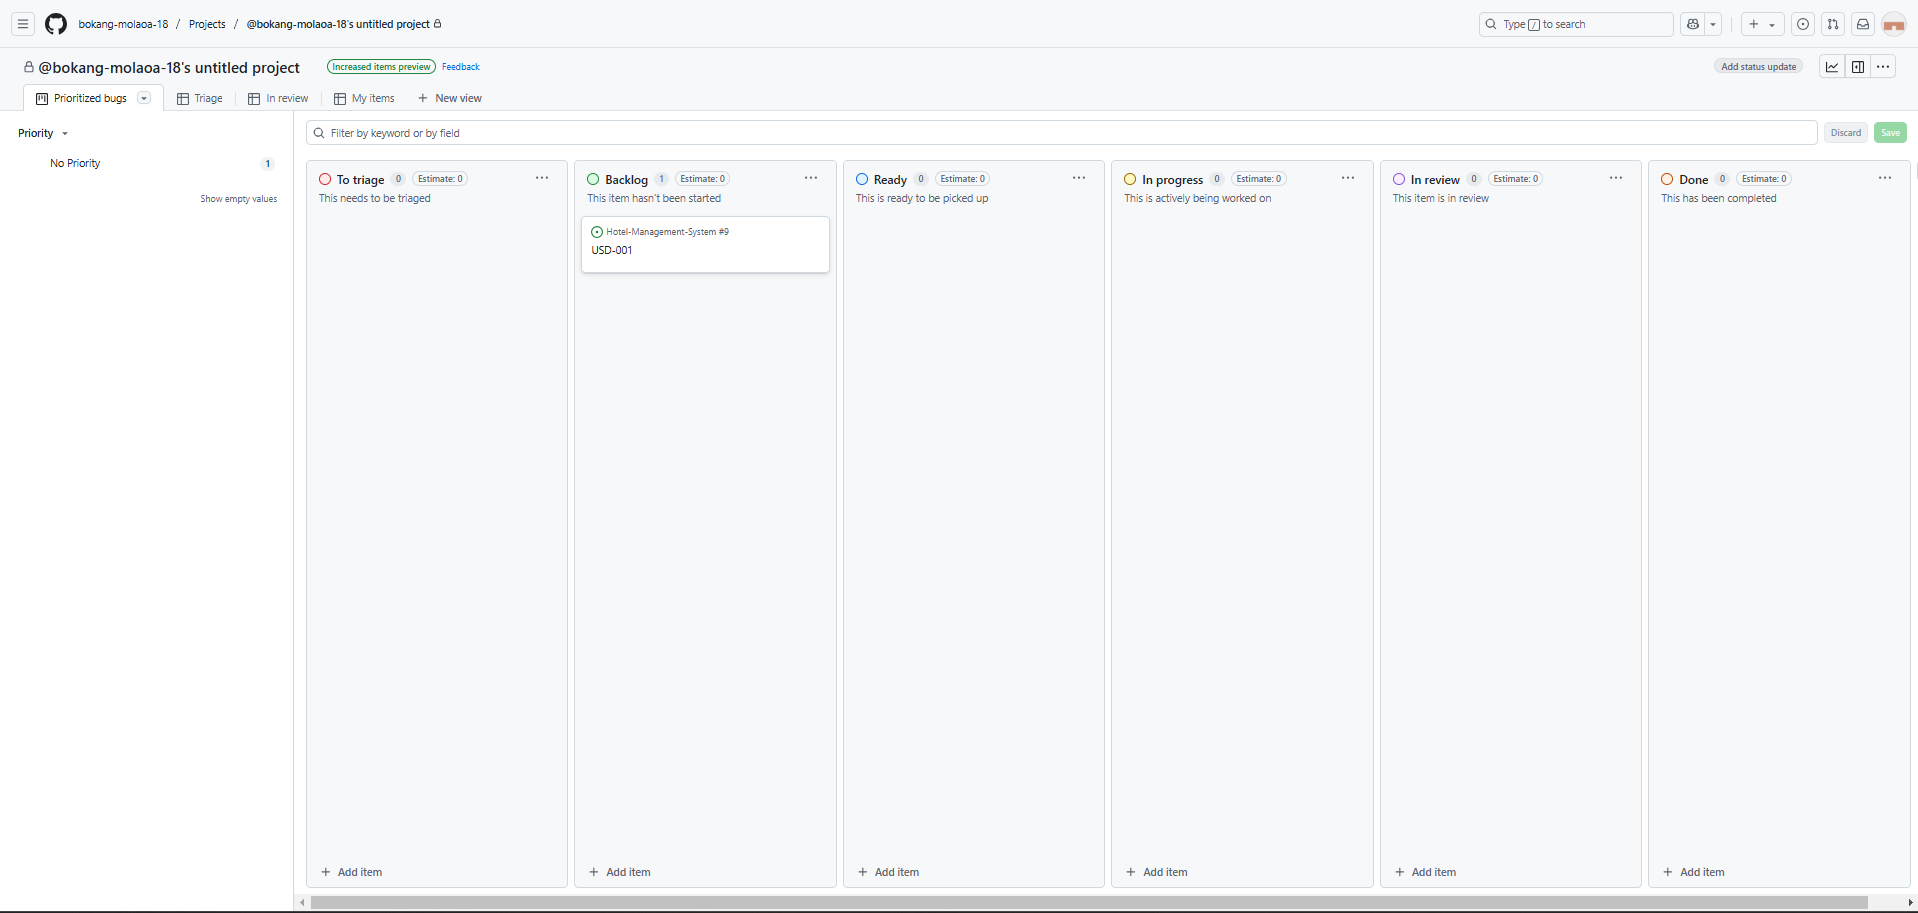 bokang-molaoa-18 / Projects / @bokang-molaoa-18's untitled project
Type / to search
@bokang-molaoa-18's untitled project
Increased items preview
Feedback
Add status update
Prioritized bugs
Triage
In review
My items
New view
Priority
No Priority 1
Show empty values
Filter by keyword or by field
Discard
Save
To triage 0 Estimate: 0
This needs to be triaged
Add item
Backlog 1 Estimate: 0
This item hasn't been started
Hotel-Management-System #9
USD-001
Add item
Ready 0 Estimate: 0
This is ready to be picked up
Add item
In progress 0 Estimate: 0
This is actively being worked on
Add item
In review 0 Estimate: 0
This item is in review
Add item
Done 0 Estimate: 0
This has been completed
Add item